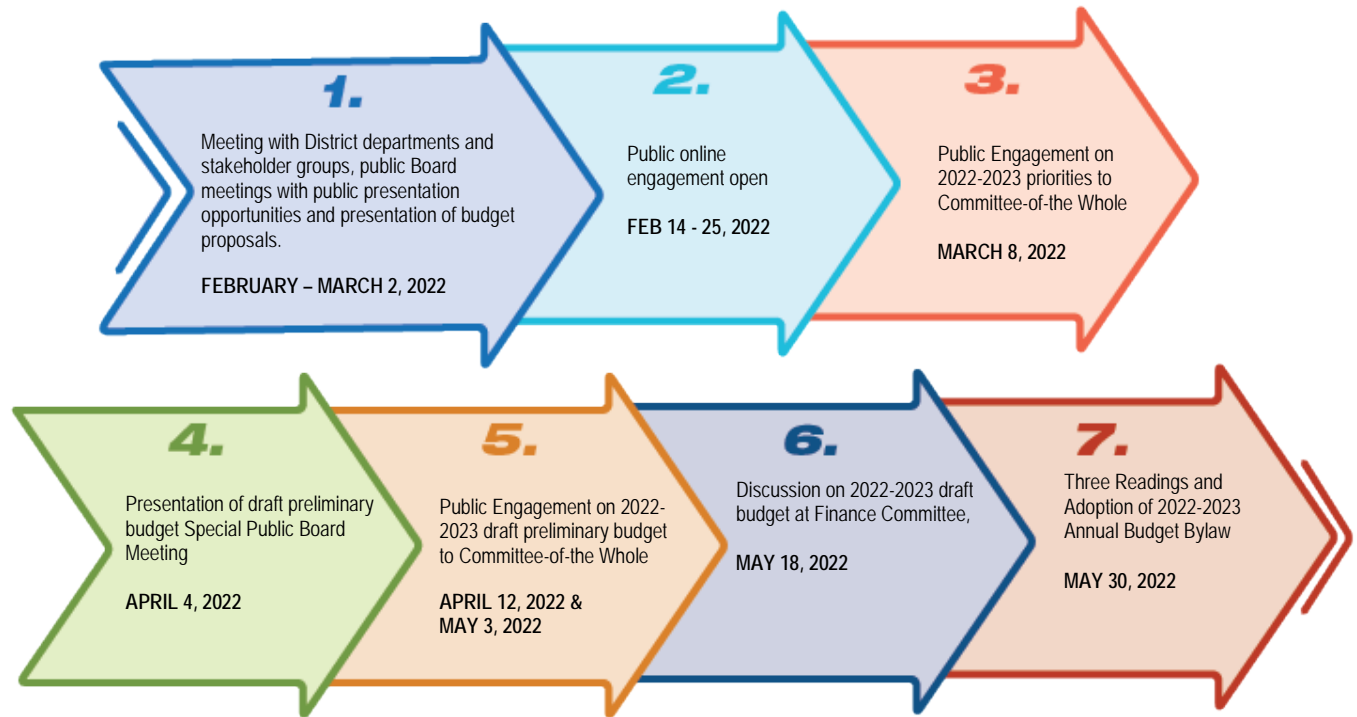 1.
Meeting with District departments and
stakeholder groups, public Board
meetings with public presentation
opportunities and presentation of budget
proposals.
FEBRUARY – MARCH 2, 2022
2.
Public online
engagement open
FEB 14 - 25, 2022
3.
Public Engagement on
2022-2023 priorities to
Committee-of-the Whole
MARCH 8, 2022
4.
Presentation of draft preliminary
budget Special Public Board
Meeting
APRIL 4, 2022
5.
Public Engagement on 2022-
2023 draft preliminary budget
to Committee-of-the Whole
APRIL 12, 2022 &
MAY 3, 2022
6.
Discussion on 2022-2023 draft
budget at Finance Committee,
MAY 18, 2022
7.
Three Readings and
Adoption of 2022-2023
Annual Budget Bylaw
MAY 30, 2022